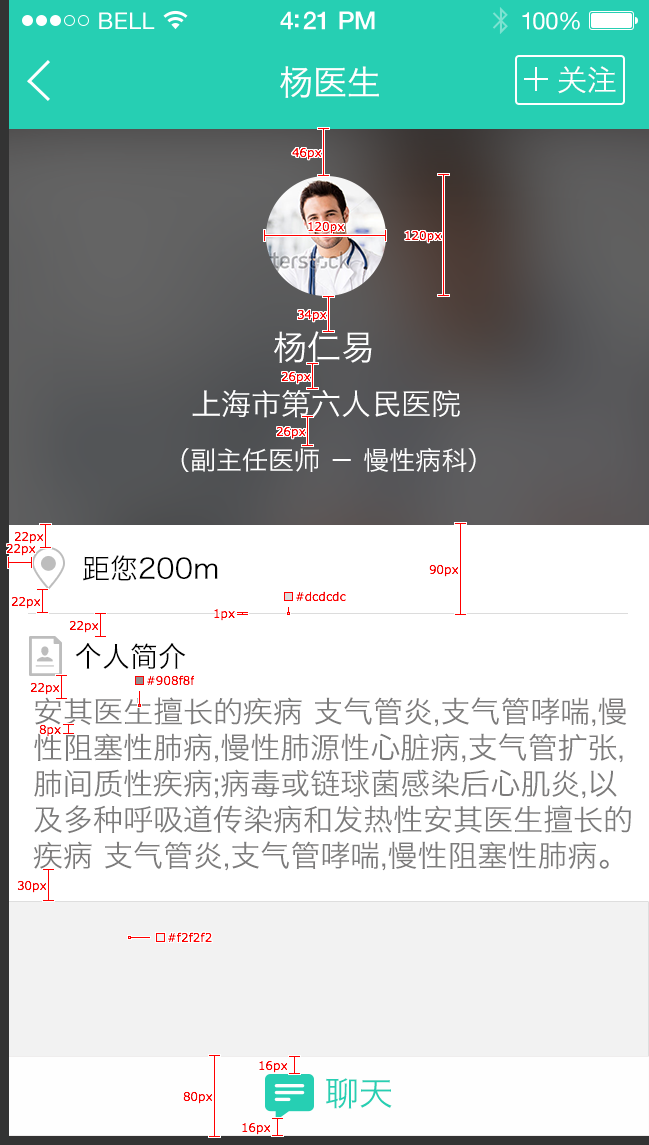 BELL 4:21 PM 100%
杨医生 + 关注
46px
120px
120px
terstock
34px
杨仁易
26px
上海市第六人民医院
26px
（副主任医师 － 慢性病科）
22px
22px
距您200m
90px
22px
#dcdcdc
1px
22px
个人简介
22px
#908f8f
安其医生擅长的疾病 支气管炎,支气管哮喘,慢
8px
性阻塞性肺病,慢性肺源性心脏病,支气管扩张,
肺间质性疾病;病毒或链球菌感染后心肌炎,以
及多种呼吸道传染病和发热性安其医生擅长的
疾病 支气管炎,支气管哮喘,慢性阻塞性肺病。
30px
#f2f2f2
16px
80px
聊天
16px